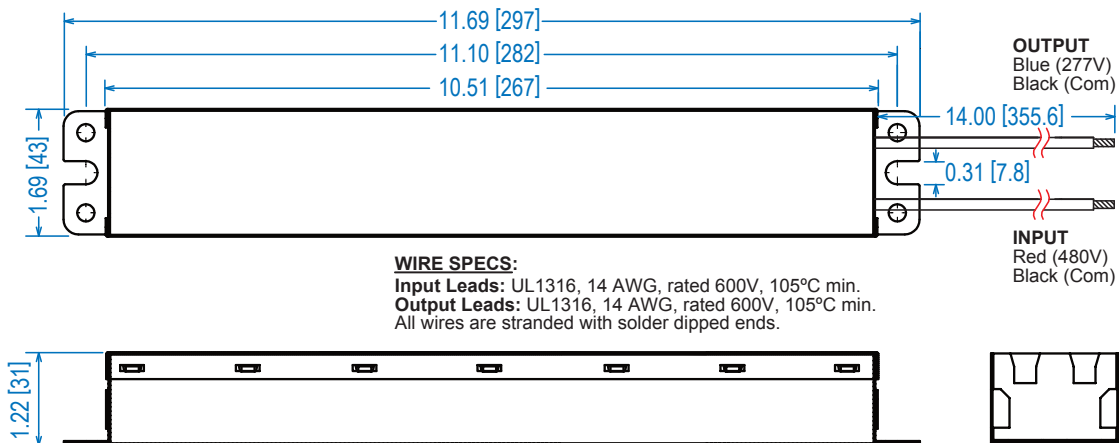 11.69 [297]
11.10 [282]
10.51 [267]
OUTPUT
Blue (277V)
Black (Com)
14.00 [355.6]
1.69 [43]
0.31 [7.8]
INPUT
Red (480V)
Black (Com)
WIRE SPECS:
Input Leads: UL1316, 14 AWG, rated 600V, 105ºC min.
Output Leads: UL1316, 14 AWG, rated 600V, 105ºC min.
All wires are stranded with solder dipped ends.
1.22 [31]